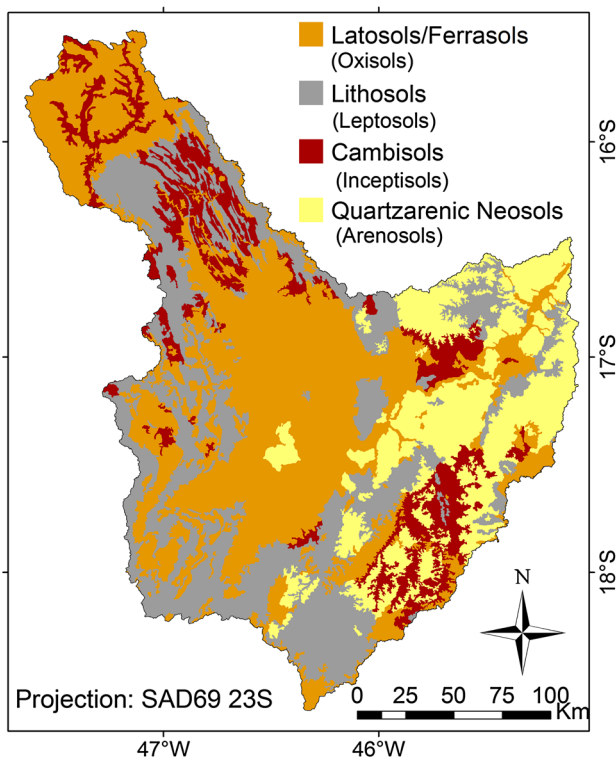 Latosols/Ferrasols
(Oxisols)
Lithosols
(Leptosols)
Cambisols
(Inceptisols)
Quartzarenic Neosols
(Arenosols)
16°S
17°S
18°S
N
Projection: SAD69 23S
0 25 50 75 100
Km
47°W 46°W